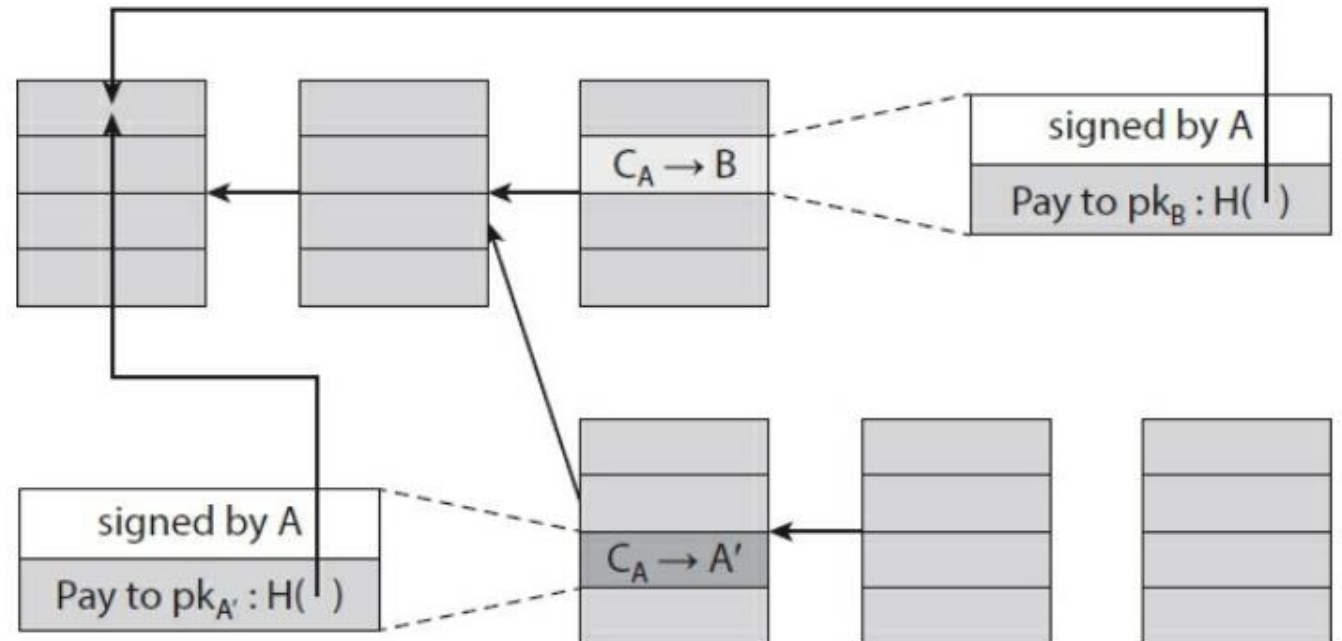 signed by A
C_A → B
Pay to pk_B : H( )
signed by A
C_A → A′
Pay to pk_A′ : H( )